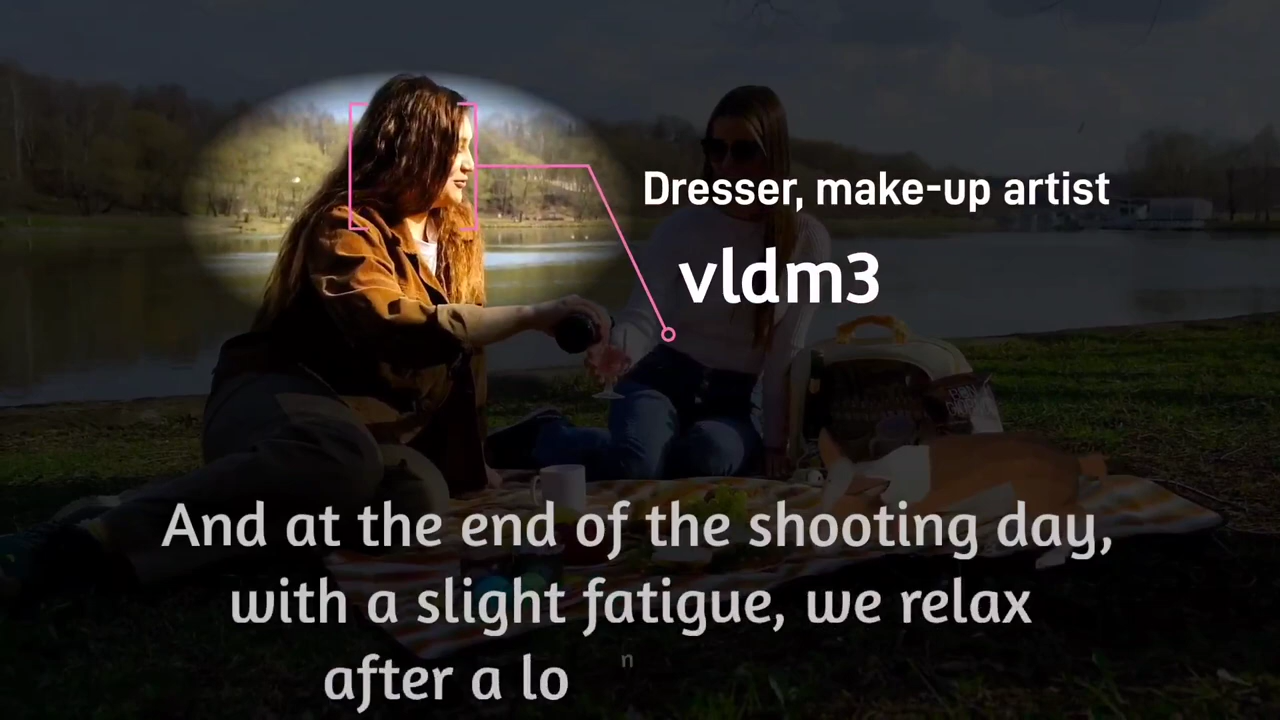 Dresser, make-up artist
vldm3
And at the end of the shooting day,
with a slight fatigue, we relax
after a lo n